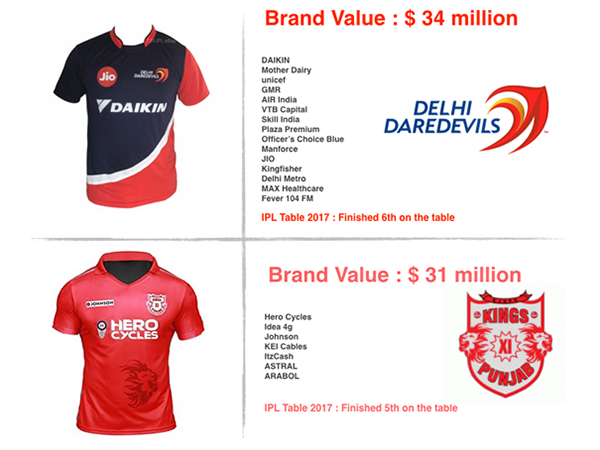 Brand Value : $ 34 million
Jio
DELHI
DAREDEVILS
DAIKIN
DAIKIN
Mother Dairy
unicef
GMR
AIR India
VTB Capital
Skill India
Plaza Premium
Officer's Choice Blue
Manforce
JIO
Kingfisher
Delhi Metro
MAX Healthcare
Fever 104 FM
DELHI
DAREDEVILS
IPL Table 2017 : Finished 6th on the table
Brand Value : $ 31 million
JOHNSON
HERO
CYCLES
Hero Cycles
Idea 4g
Johnson
KEI Cables
ItzCash
ASTRAL
ARABOL
KINGS
XI
PUNJAB
IPL Table 2017 : Finished 5th on the table